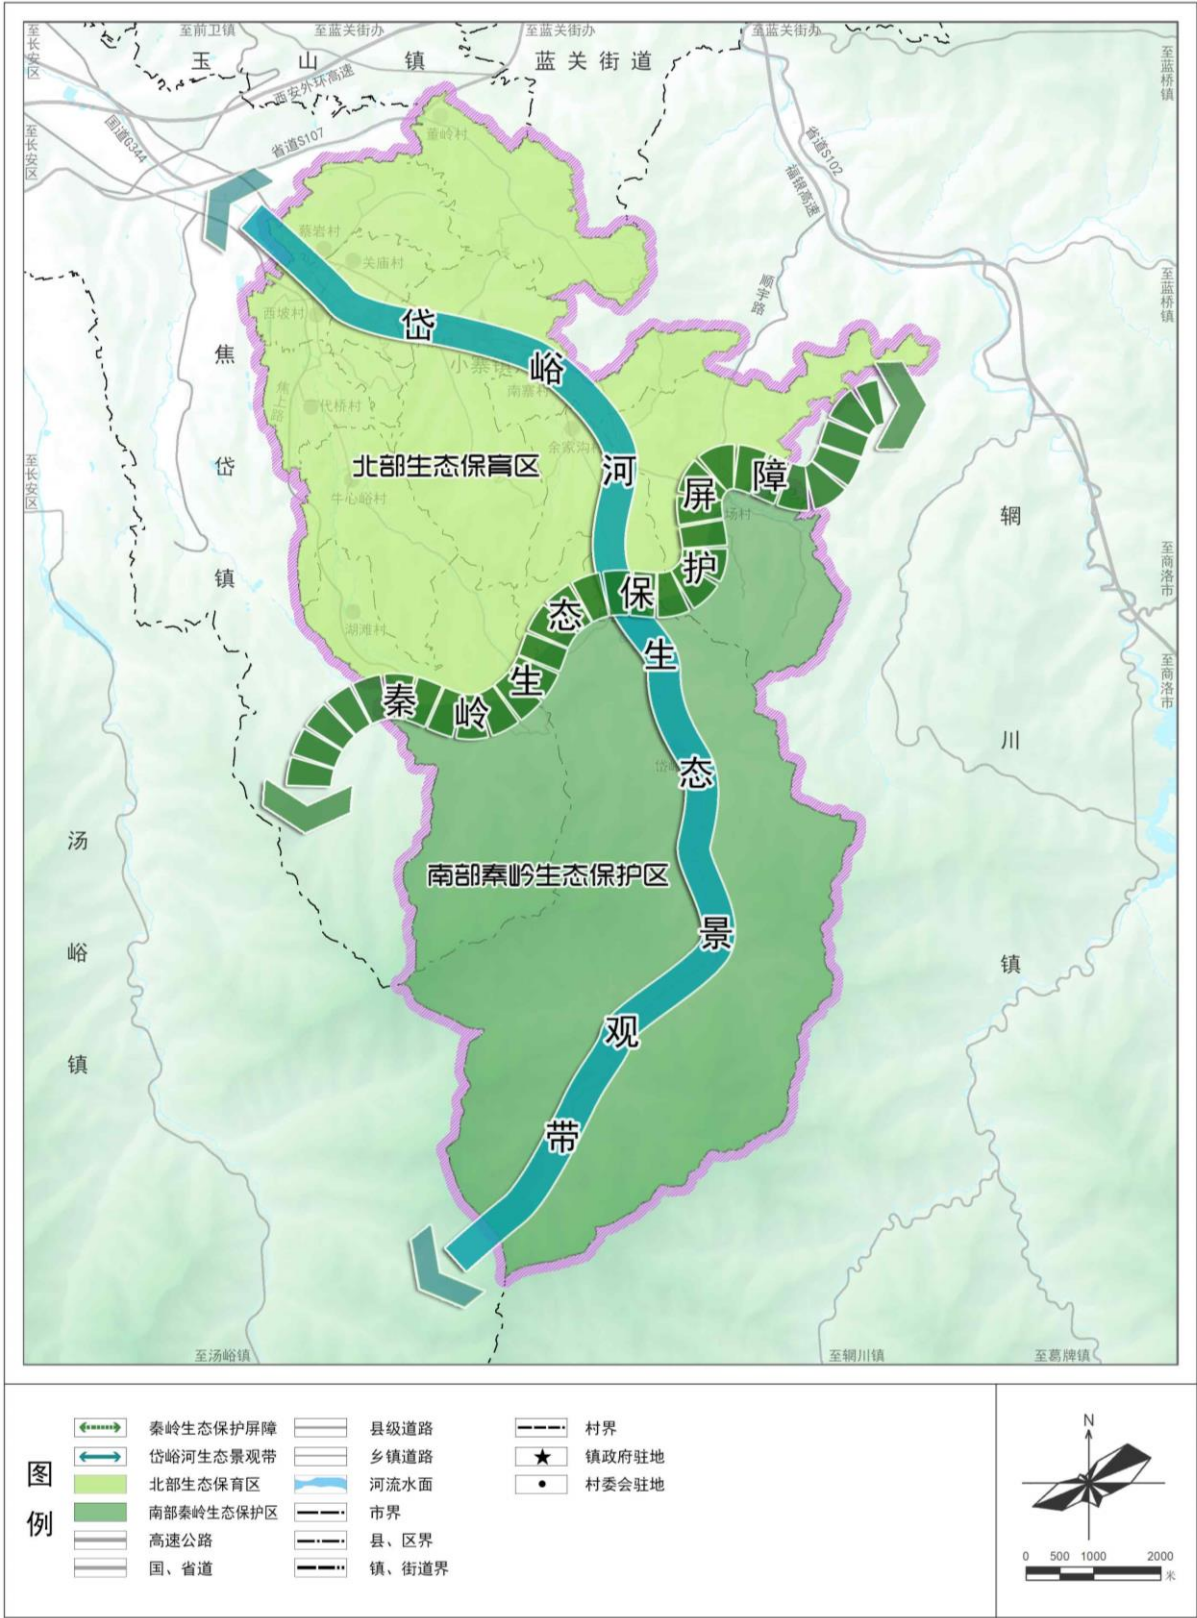 至前卫镇
至蓝关街办
至蓝关街办
至蓝关街办
至长安区
玉山镇
蓝关街道
至蓝桥镇
西安外环高速
国道G344
省道S107
董岭村
至长安区
省道S102
福银高速
蔡岩村
关庙村
顺宇路
至蓝桥镇
西坡村
焦岱镇
小寨镇
南寨村
焦上路
代桥村
余家沟村
北部生态保育区
牛心峪村
场村
至长安区
辋川镇
至商洛市
湖滩村
至商洛市
岱峪河生态景观带
秦岭生态保护屏障
岱峪
汤峪镇
南部秦岭生态保护区
至汤峪镇
至辋川镇
至葛牌镇
图例
秦岭生态保护屏障
岱峪河生态景观带
北部生态保育区
南部秦岭生态保护区
高速公路
国、省道
县级道路
乡镇道路
河流水面
市界
县、区界
镇、街道界
村界
镇政府驻地
村委会驻地
N
0 500 1000 2000
米